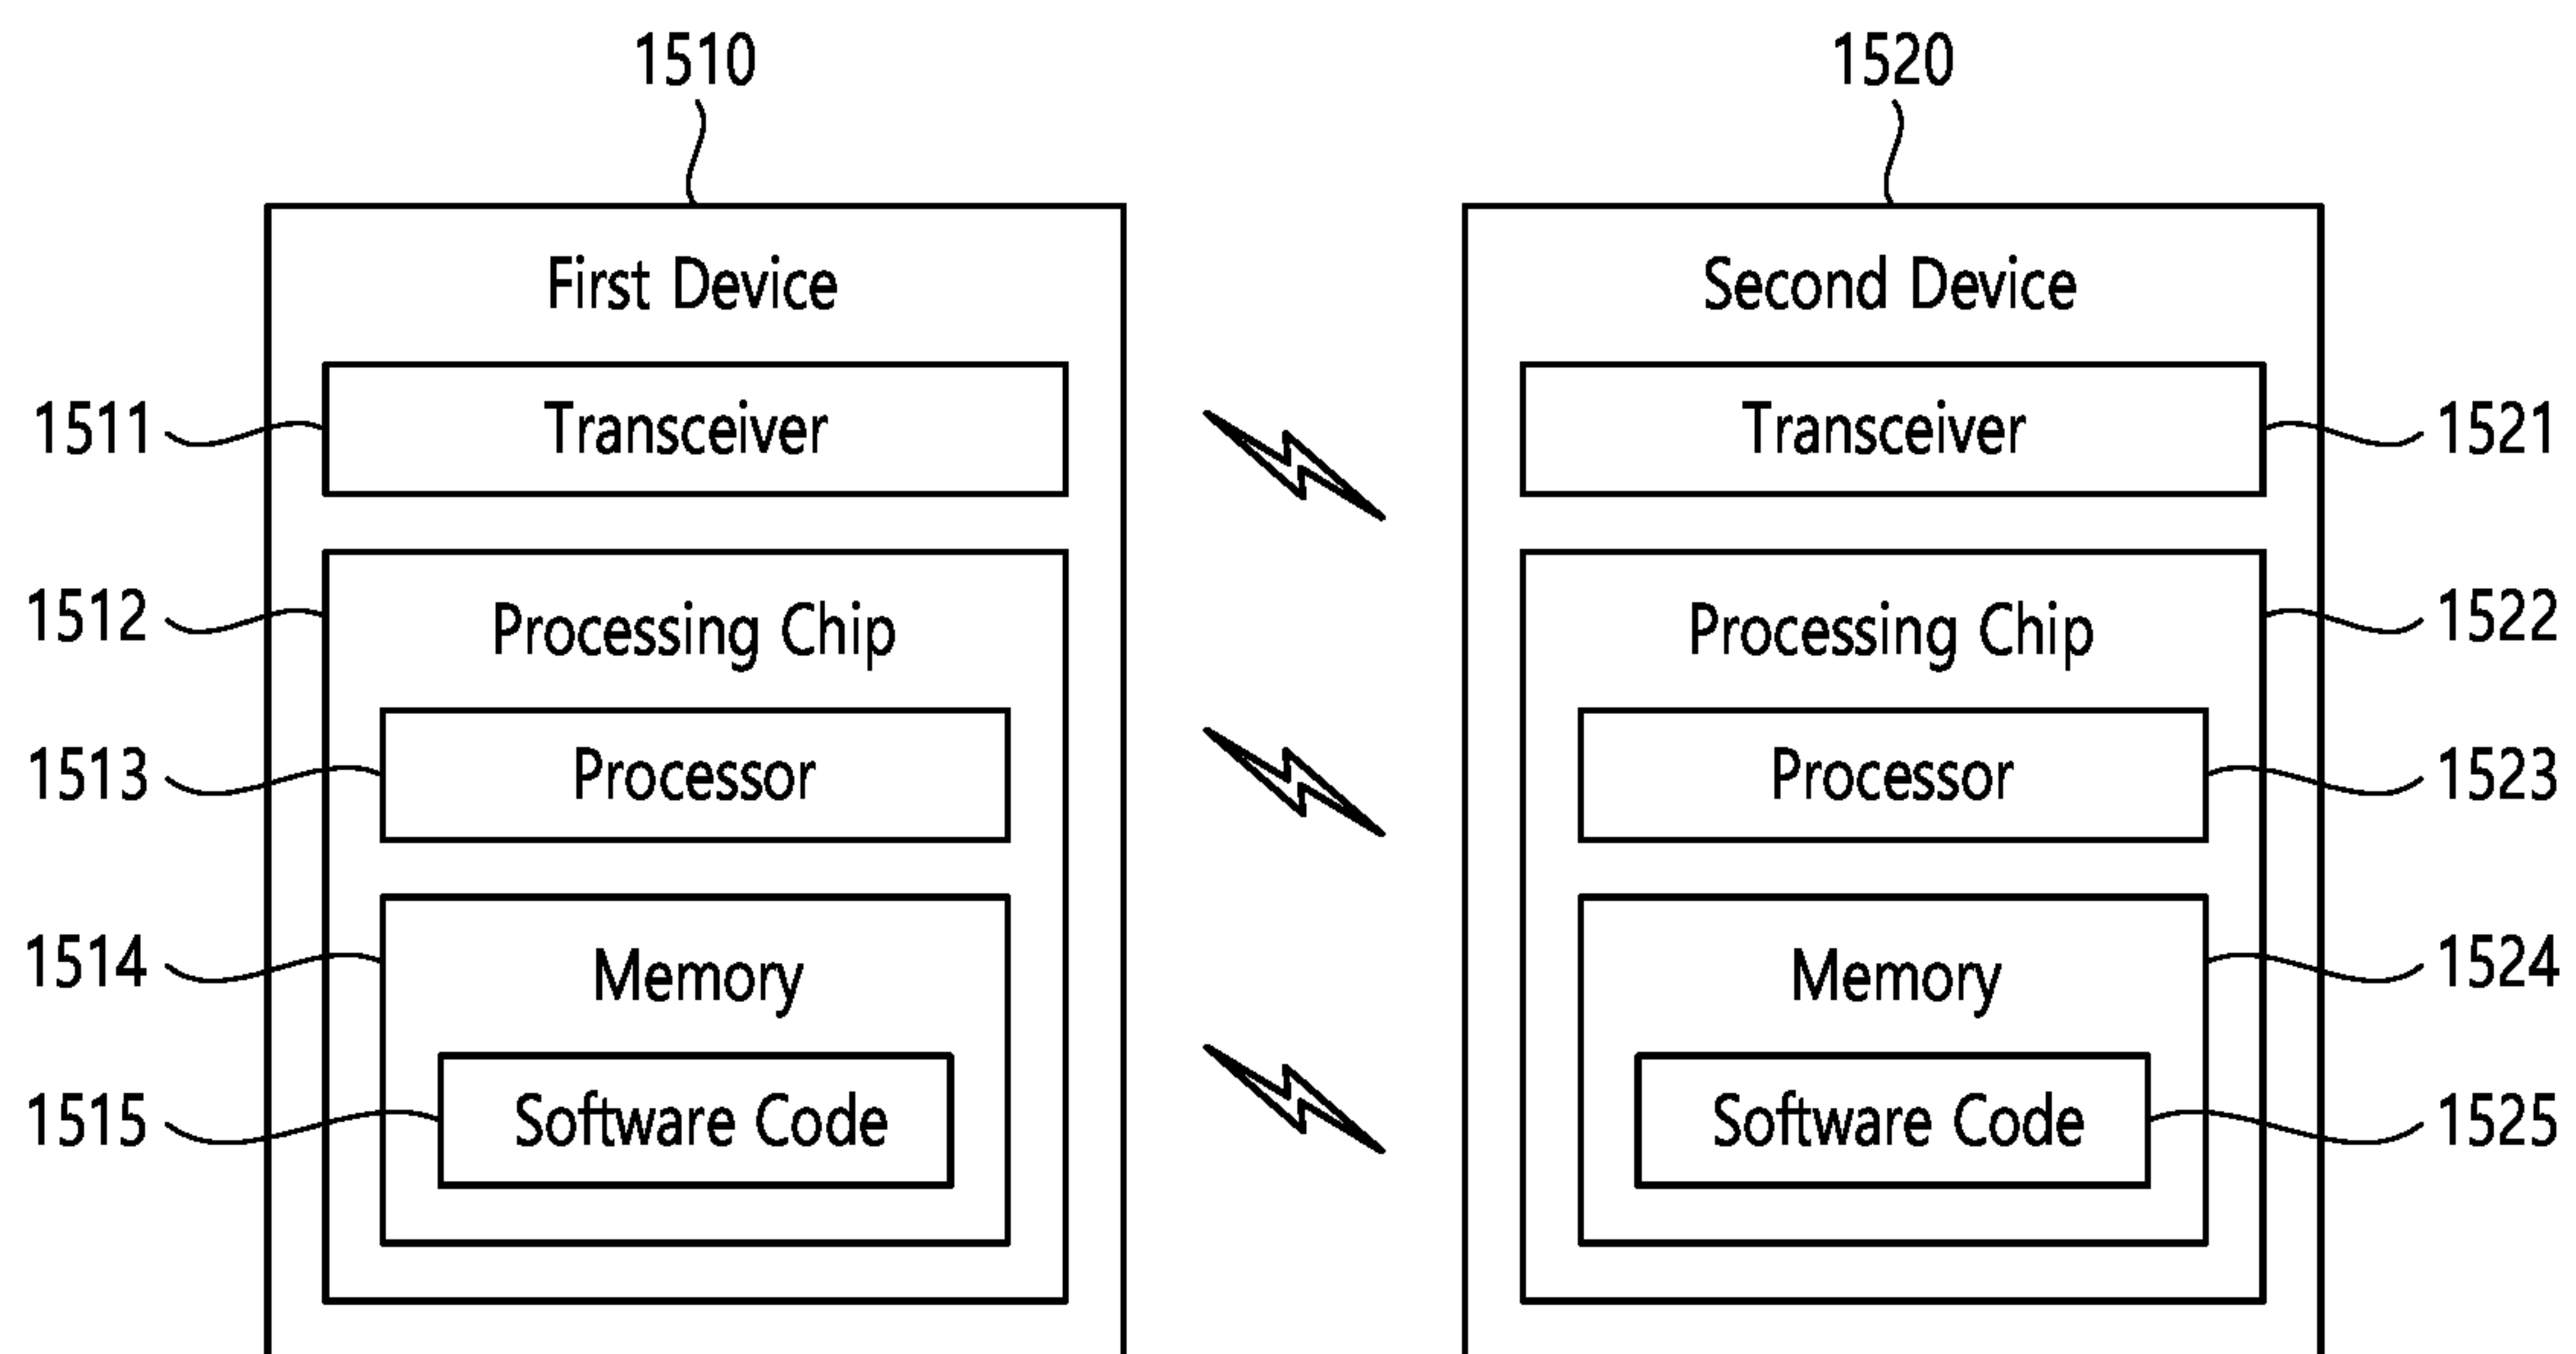 1510
1520
First Device
Second Device
1511
Transceiver
Transceiver
1521
1512
Processing Chip
Processing Chip
1522
1513
Processor
Processor
1523
1514
Memory
Memory
1524
1515
Software Code
Software Code
1525